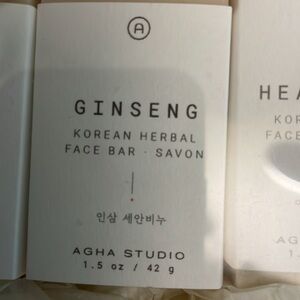 A
GINSENG
KOREAN HERBAL
FACE BAR · SAVON
인삼 세안비누
AGHA STUDIO
1.5 oz / 42 g
HEA
KOR
FACE